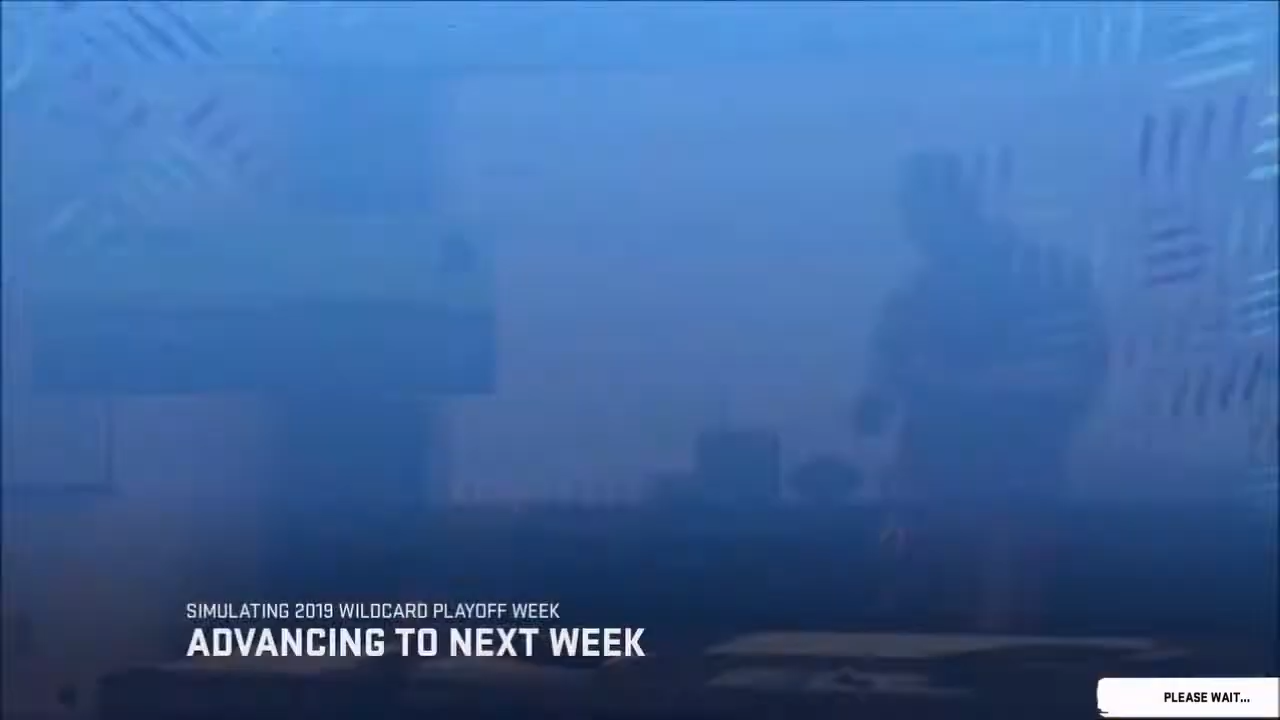 SIMULATING 2019 WILDCARD PLAYOFF WEEK
ADVANCING TO NEXT WEEK
PLEASE WAIT...